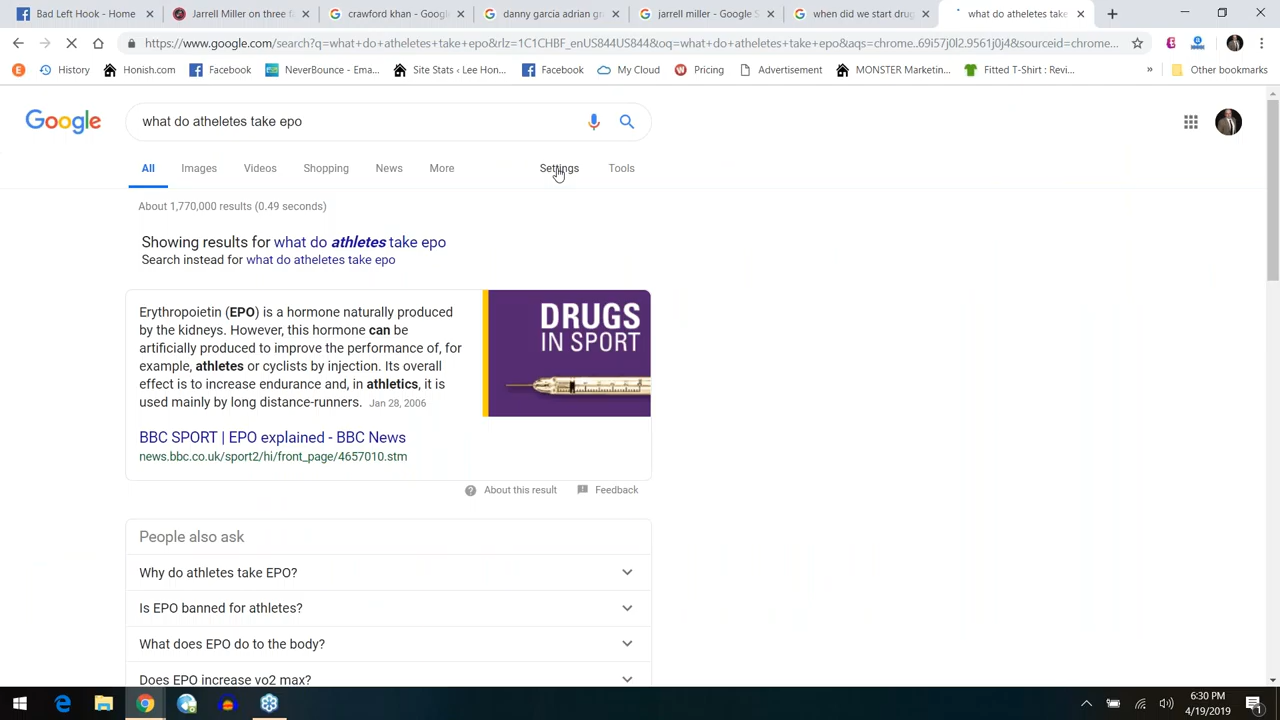 Bad Left Hook - Home
Jarrell Miller on three f
crawford khan - Google
danny garcia adrian gr
jarrell miller - Google S
when did we start drug
what do atheletes take
https://www.google.com/search?q=what+do+atheletes+take+epo&rlz=1C1CHBF_enUS844US844&oq=what+do+atheletes+take+epo&aqs=chrome..69i57j0l2.9561j0j4&sourceid=chrome...
History
Honish.com
Facebook
NeverBounce - Ema...
Site Stats ‹ Lee Hon...
Facebook
My Cloud
Pricing
Advertisement
MONSTER Marketin...
Fitted T-Shirt : Revi...
»
Other bookmarks
Google
what do atheletes take epo
All
Images
Videos
Shopping
News
More
Settings
Tools
About 1,770,000 results (0.49 seconds)
Showing results for what do athletes take epo
Search instead for what do atheletes take epo
Erythropoietin (EPO) is a hormone naturally produced
by the kidneys. However, this hormone can be
artificially produced to improve the performance of, for
example, athletes or cyclists by injection. Its overall
effect is to increase endurance and, in athletics, it is
used mainly by long distance-runners. Jan 28, 2006
DRUGS
IN SPORT
BBC SPORT | EPO explained - BBC News
news.bbc.co.uk/sport2/hi/front_page/4657010.stm
About this result
Feedback
People also ask
Why do athletes take EPO?
Is EPO banned for athletes?
What does EPO do to the body?
Does EPO increase vo2 max?
6:30 PM
4/19/2019